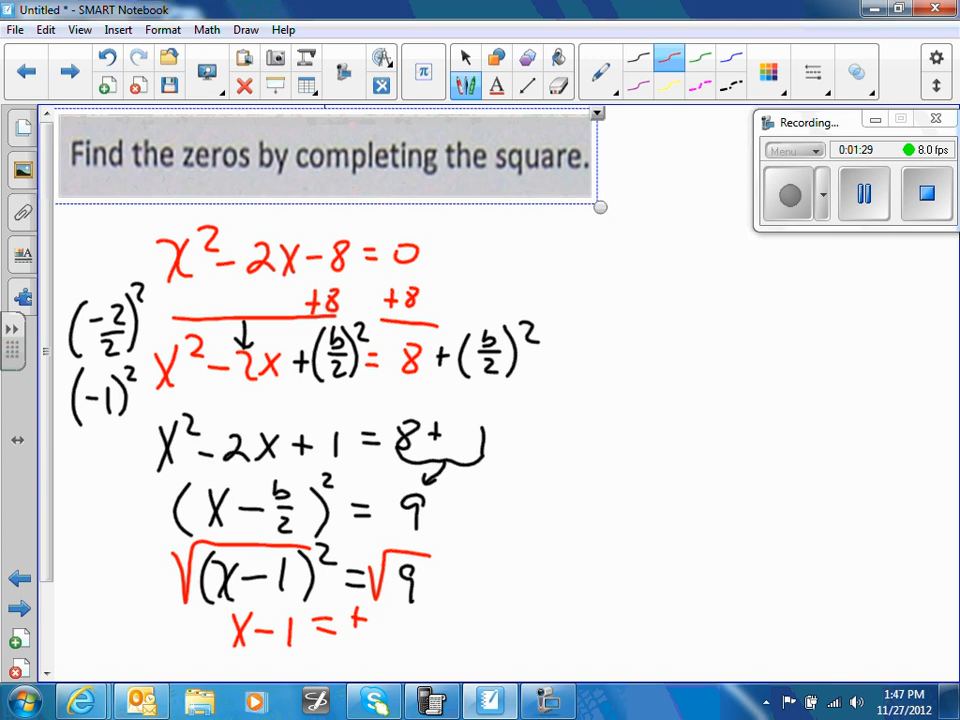 Untitled * - SMART Notebook
File Edit View Insert Format Math Draw Help
π
A
Recording...
Menu
0:01:29
8.0 fps
Find the zeros by completing the square.
x² - 2x - 8 = 0
+8 +8
(-2/2)²
x² - 2x + (b/2)² = 8 + (b/2)²
(-1)²
x² - 2x + 1 = 8 + 1
(x - b/2)² = 9
√(x - 1)² = √9
x - 1 = +
1:47 PM
11/27/2012